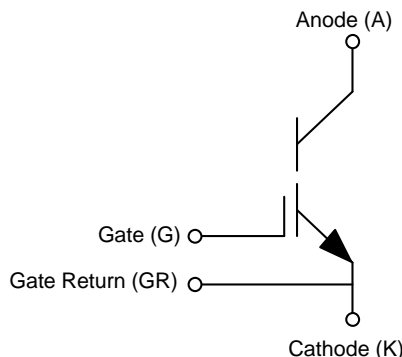 Anode (A)
Gate (G)
Gate Return (GR)
Cathode (K)